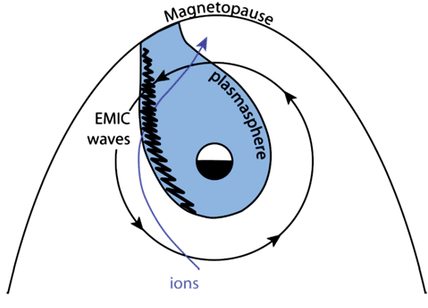 Magnetopause
plasmasphere
EMIC
waves
ions